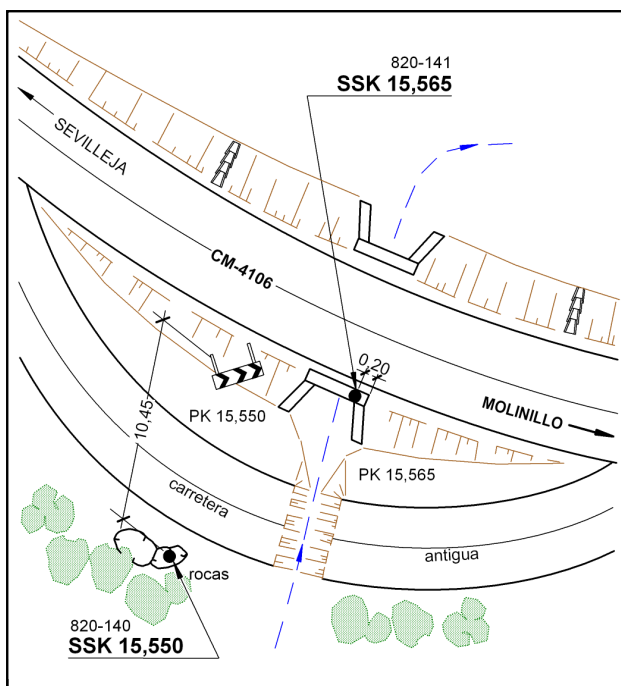 820-141
SSK 15,565
SEVILLEJA
CM-4106
0,20
MOLINILLO
10,45
PK 15,550
PK 15,565
carretera
antigua
rocas
820-140
SSK 15,550